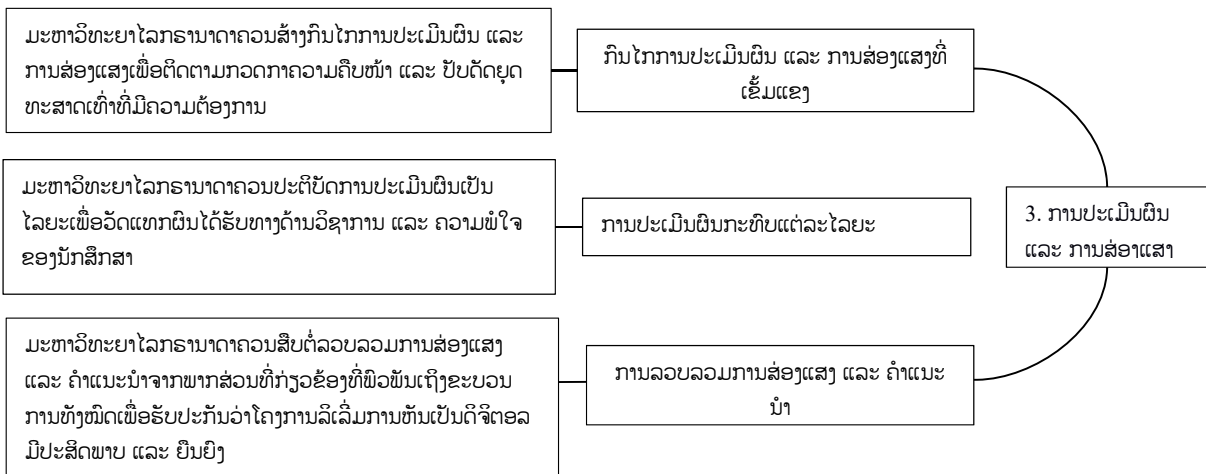 ມະຫາວິທະຍາໄລກຣານາດາຄວນສ້າງກົນໄກການປະເມີນຜົນ ແລະ
ການສ່ອງແສງເພື່ອຕິດຕາມກວດກາຄວາມຄືບໜ້າ ແລະ ປັບດັດຍຸດ
ທະສາດເທົ່າທີ່ມີຄວາມຕ້ອງການ
ກົນໄກການປະເມີນຜົນ ແລະ ການສ່ອງແສງທີ່
ເຂັ້ມແຂງ
ມະຫາວິທະຍາໄລກຣານາດາຄວນປະຕິບັດການປະເມີນຜົນເປັນ
ໄລຍະເພື່ອວັດແທກຜົນໄດ້ຮັບທາງດ້ານວິຊາການ ແລະ ຄວາມພໍໃຈ
ຂອງນັກສຶກສາ
ການປະເມີນຜົນກະທົບແຕ່ລະໄລຍະ
3. ການປະເມີນຜົນ
ແລະ ການສ່ອາແສາ
ມະຫາວິທະຍາໄລກຣານາດາຄວນສືບຕໍ່ລວບລວມການສ່ອງແສງ
ແລະ ຄຳແນະນຳຈາກພາກສ່ວນທີ່ກ່ຽວຂ້ອງທີ່ພົວພັນເຖິງຂະບວນ
ການທັງໝົດເພື່ອຮັບປະກັນວ່າໂຄງການລິເລີ່ມການຫັນເປັນດິຈິຕອລ
ມີປະສິດພາບ ແລະ ຍືນຍົງ
ການລວບລວມການສ່ອງແສງ ແລະ ຄຳແນະ
ນຳ